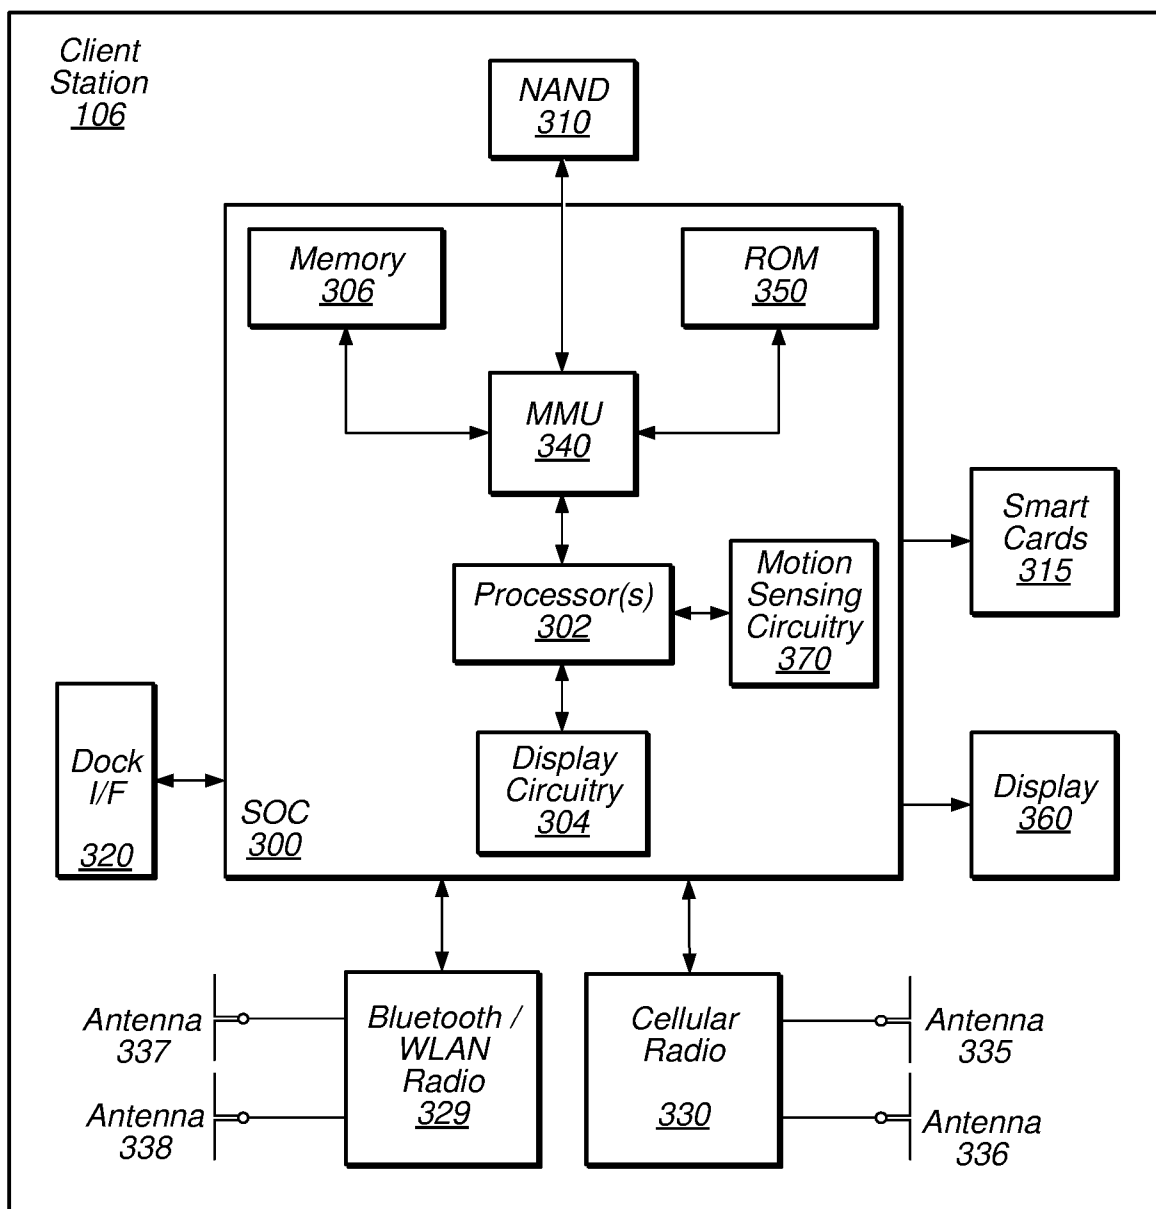 Client
Station
106
NAND
310
Memory
306
ROM
350
MMU
340
Smart
Cards
315
Processor(s)
302
Motion
Sensing
Circuitry
370
Dock
I/F
320
Display
Circuitry
304
SOC
300
Display
360
Antenna
337
Antenna
338
Bluetooth /
WLAN
Radio
329
Cellular
Radio
330
Antenna
335
Antenna
336